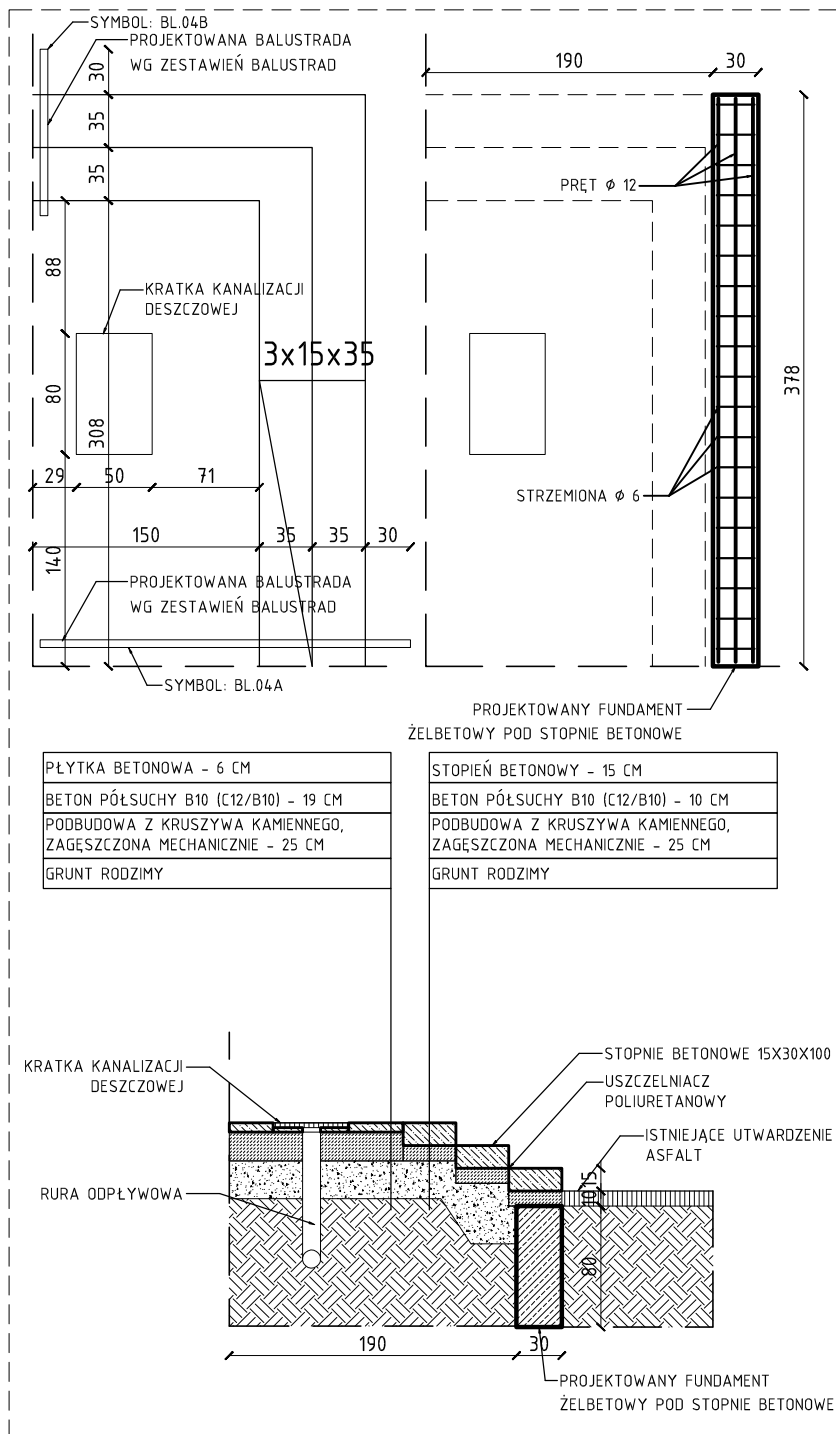 SYMBOL: BL.04B
PROJEKTOWANA BALUSTRADA
WG ZESTAWIEŃ BALUSTRAD
30
35
35
88
KRATKA KANALIZACJI
DESZCZOWEJ
3x15x35
80
308
29
50
71
150
35
35
30
140
PROJEKTOWANA BALUSTRADA
WG ZESTAWIEŃ BALUSTRAD
SYMBOL: BL.04A
190
30
PRĘT Ø 12
378
STRZEMIONA Ø 6
PROJEKTOWANY FUNDAMENT
ŻELBETOWY POD STOPNIE BETONOWE
PŁYTKA BETONOWA - 6 CM
BETON PÓŁSUCHY B10 (C12/B10) - 19 CM
PODBUDOWA Z KRUSZYWA KAMIENNEGO,
ZAGĘSZCZONA MECHANICZNIE - 25 CM
GRUNT RODZIMY
STOPIEŃ BETONOWY - 15 CM
BETON PÓŁSUCHY B10 (C12/B10) - 10 CM
PODBUDOWA Z KRUSZYWA KAMIENNEGO,
ZAGĘSZCZONA MECHANICZNIE - 25 CM
GRUNT RODZIMY
KRATKA KANALIZACJI
DESZCZOWEJ
RURA ODPŁYWOWA
STOPNIE BETONOWE 15X30X100
USZCZELNIACZ
POLIURETANOWY
ISTNIEJĄCE UTWARDZENIE
ASFALT
15
10
80
190
30
PROJEKTOWANY FUNDAMENT
ŻELBETOWY POD STOPNIE BETONOWE